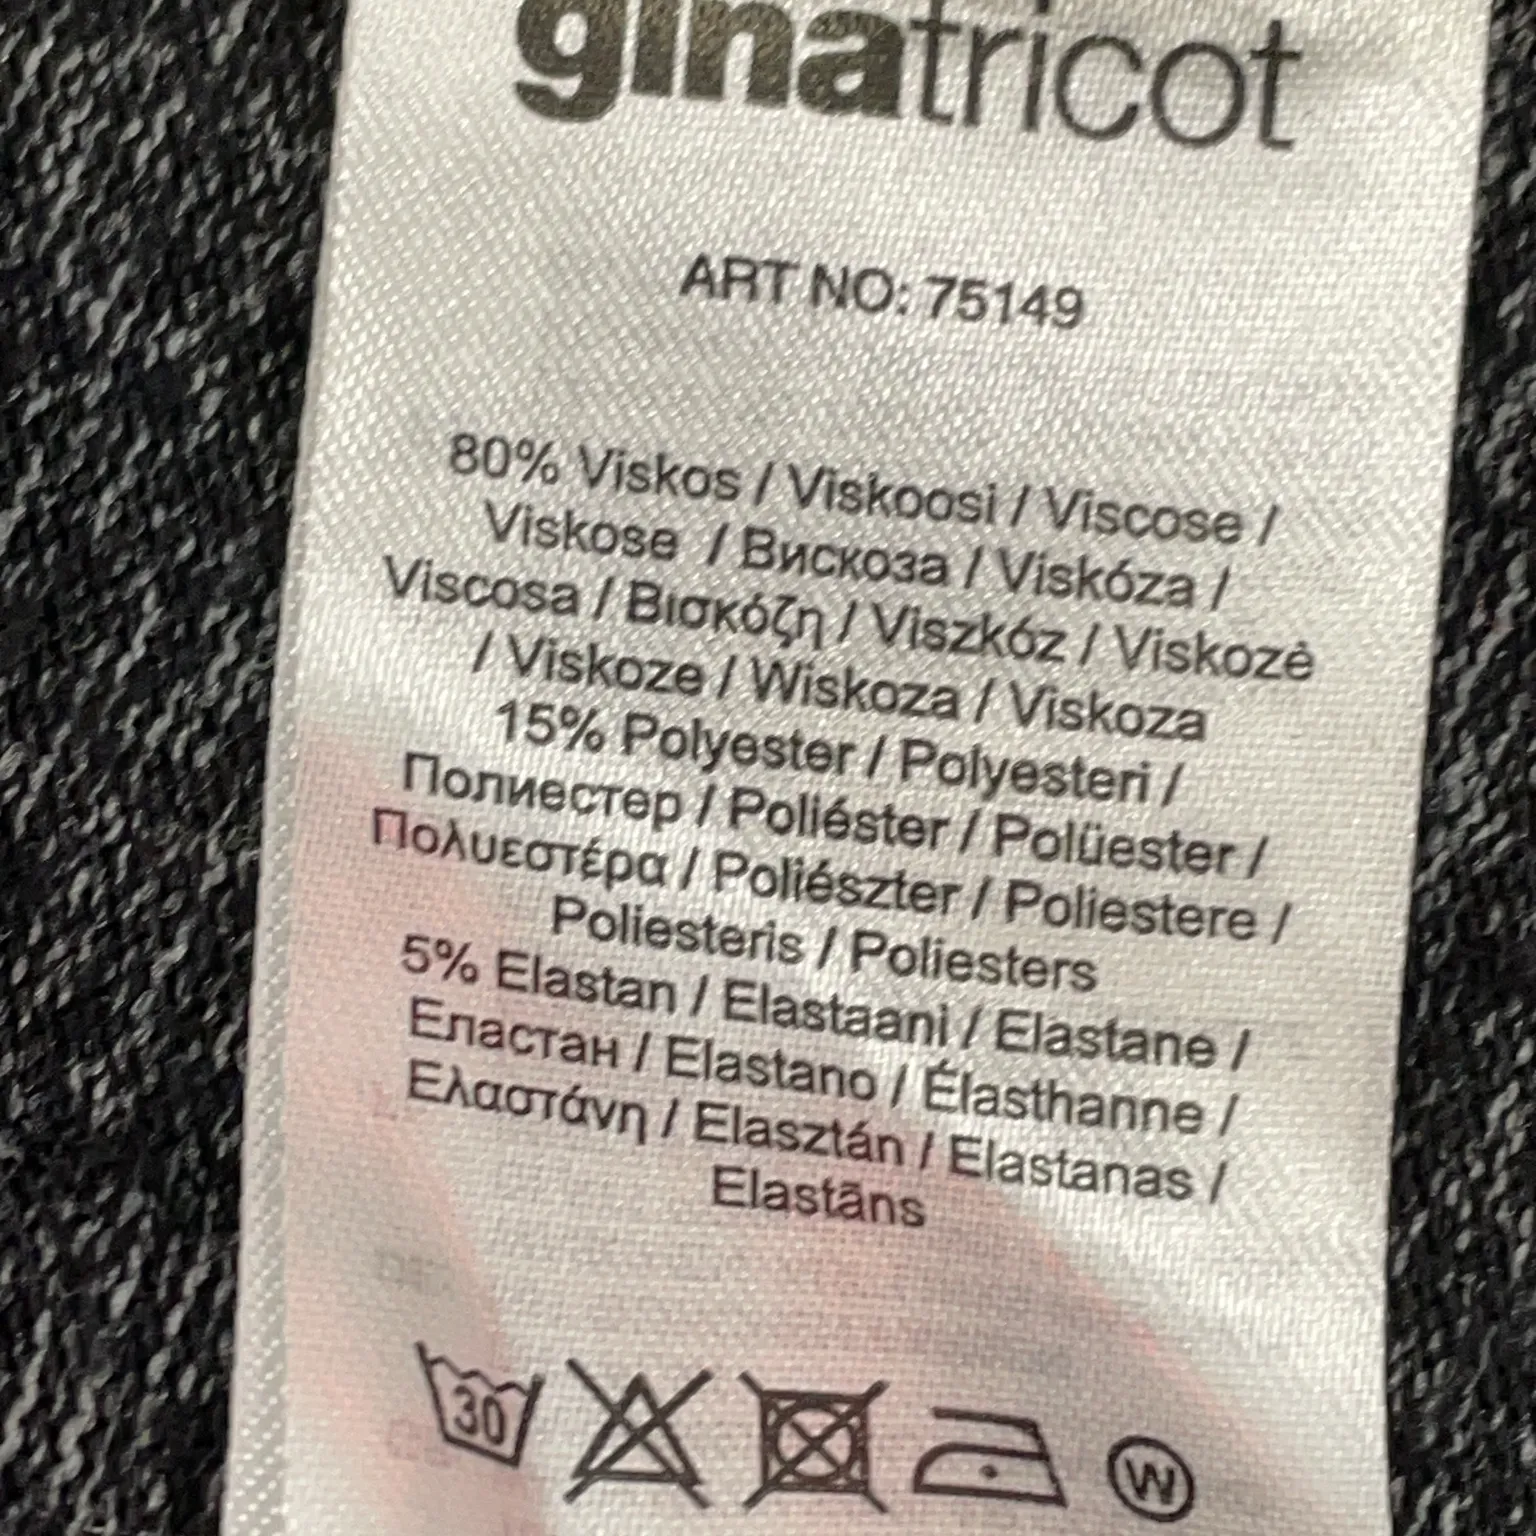 ginatricot
ART NO: 75149
80% Viskos / Viskoosi / Viscose /
Viskose / Вискоза / Viskóza /
Viscosa / Βισκόζη / Viszkóz / Viskozė
/ Viskoze / Wiskoza / Viskoza
15% Polyester / Polyesteri /
Полиестер / Poliéster / Polüester /
Πολυεστέρα / Poliészter / Poliestere /
Poliesteris / Poliesters
5% Elastan / Elastaani / Elastane /
Еластан / Elastano / Élasthanne /
Ελαστάνη / Elasztán / Elastanas /
Elastāns
30 W